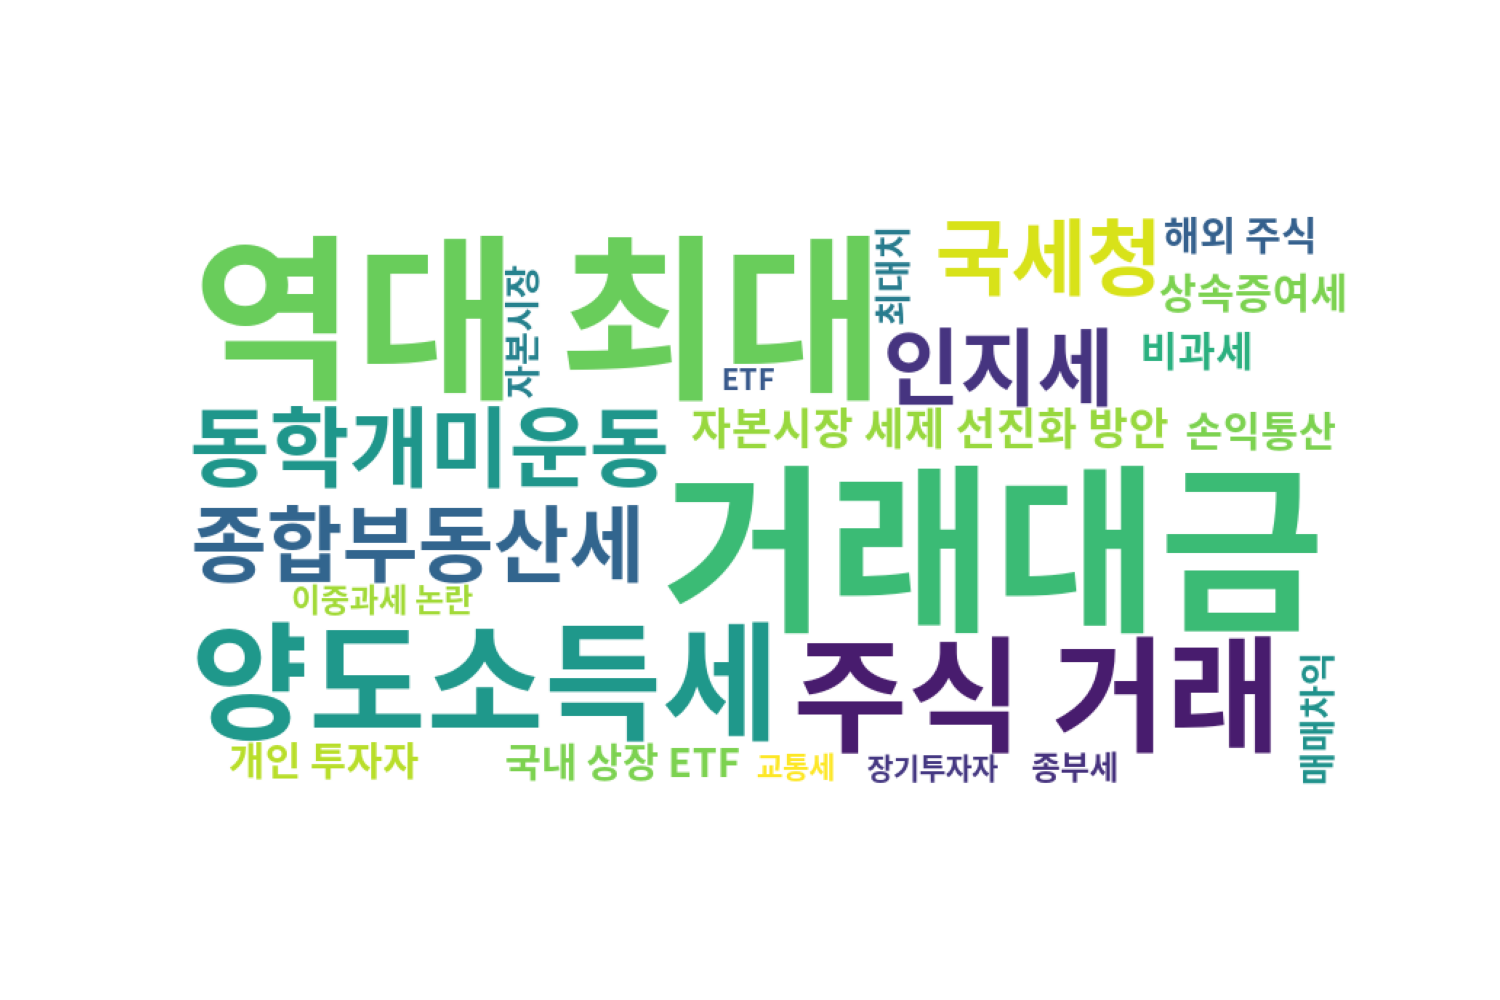 역대 최대
자본시장
최대치
국세청
해외 주식
상속증여세
ETF
인지세
비과세
동학개미운동
자본시장 세제 선진화 방안
손익통산
종합부동산세
거래대금
이중과세 논란
양도소득세
주식 거래
매매차익
개인 투자자
국내 상장 ETF
교통세
장기투자자
종부세